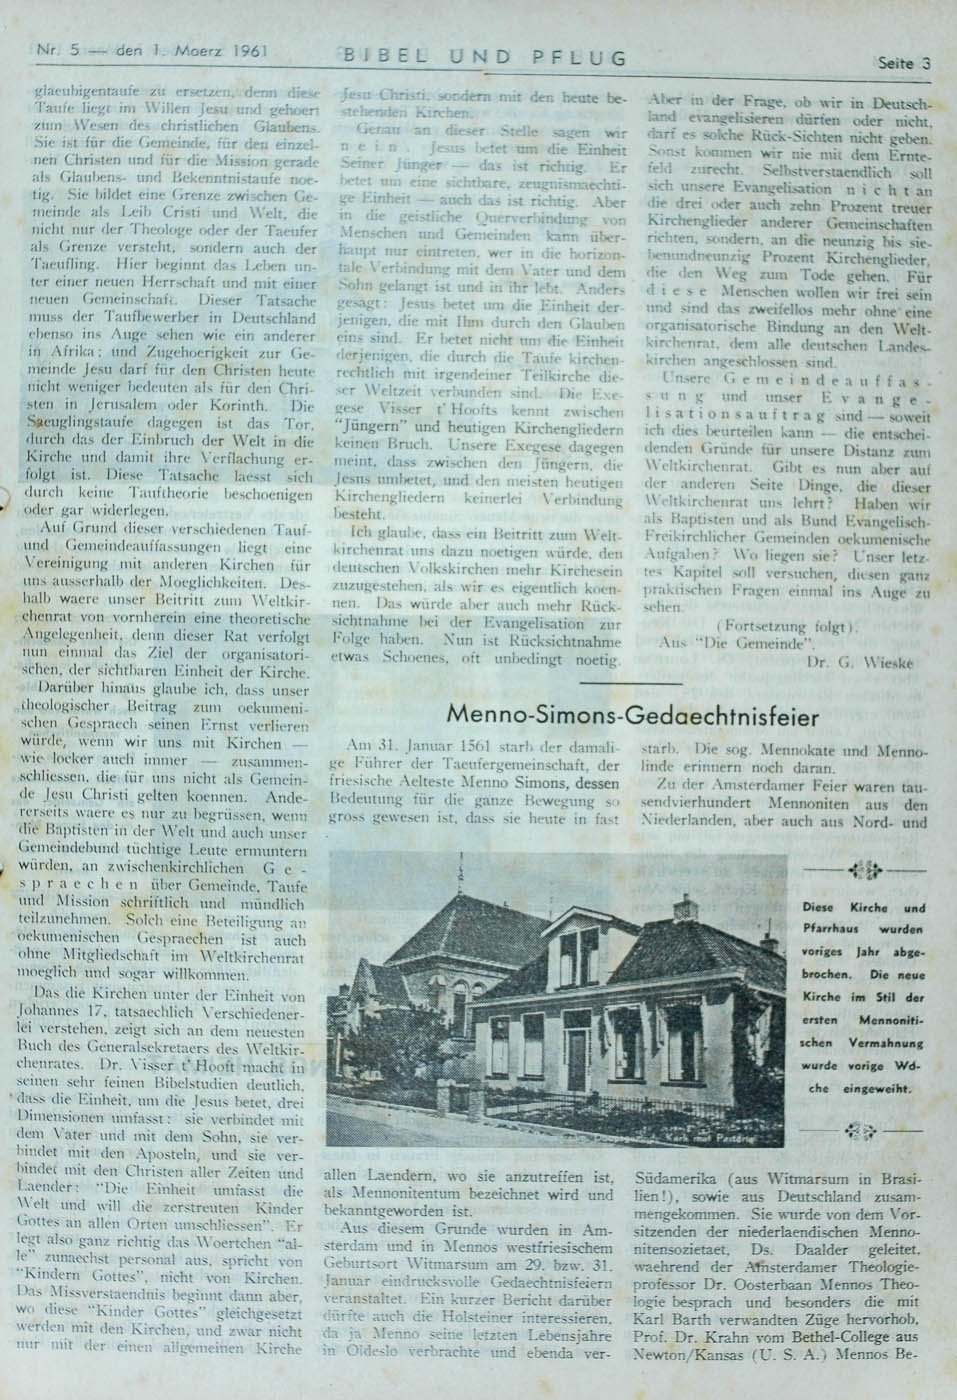 Nr. 5 — den 1. Maerz 1961
BIBEL UND PFLUG
Seite 3
glaeubigentaufe zu ersetzen, denn diese
Taufe liegt im Willen Jesu und gehoert
zum Wesen des christlichen Glaubens.
Sie ist für die Gemeinde, für den einzel-
nen Christen und für die Mission gerade
als Glaubens- und Bekenntnistaufe noe-
tig. Sie bildet eine Grenze zwischen Ge-
meinde als Leib Cristi und Welt, die
nicht nur der Theologe oder der Taeufer
als Grenze versteht, sondern auch der
Taeufling. Hier beginnt das Leben un-
ter einer neuen Herrschaft und mit einer
neuen Gemeinschaft. Dieser Tatsache
muss der Taufbewerber in Deutschland
ebenso ins Auge sehen wie ein anderer
in Afrika; und Zugehoerigkeit zur Ge-
meinde Jesu darf für den Christen heute
nicht weniger bedeuten als für den Chri-
sten in Jerusalem oder Korinth. Die
Saeuglingstaufe dagegen ist das Tor,
durch das der Einbruch der Welt in die
Kirche und damit ihre Verflachung er-
folgt ist. Diese Tatsache laesst sich
durch keine Tauftheorie beschoenigen
oder gar widerlegen.
Auf Grund dieser verschiedenen Tauf-
und Gemeindeauffassungen liegt eine
Vereinigung mit anderen Kirchen für
uns ausserhalb der Moeglichkeiten. Des-
halb waere unser Beitritt zum Weltkir-
chenrat von vornherein eine theoretische
Angelegenheit, denn dieser Rat verfolgt
nun einmal das Ziel der organisatori-
schen, der sichtbaren Einheit der Kirche.
Darüber hinaus glaube ich, dass unser
theologischer Beitrag zum oekumeni-
schen Gespraech seinen Ernst verlieren
würde, wenn wir uns mit Kirchen —
wie locker auch immer — zusammen-
schliessen, die für uns nicht als Gemein-
de Jesu Christi gelten koennen. Ande-
rerseits waere es nur zu begrüssen, wenn
die Baptisten in der Welt und auch unser
Gemeindebund tüchtige Leute ermuntern
würden, an zwischenkirchlichen G e -
s p r a e c h e n über Gemeinde, Taufe
und Mission schriftlich und mündlich
teilzunehmen. Solch eine Beteiligung an
oekumenischen Gespraechen ist auch
ohne Mitgliedschaft im Weltkirchenrat
moeglich und sogar willkommen.
Das die Kirchen unter der Einheit von
Johannes 17, tatsaechlich Verschiedener-
lei verstehen, zeigt sich an dem neuesten
Buch des Generalsekretaers des Weltkir-
chenrates. Dr. Visser t' Hooft macht in
seinen sehr feinen Bibelstudien deutlich,
dass die Einheit, um die Jesus betet, drei
Dimensionen umfasst: sie verbindet mit
dem Vater und mit dem Sohn, sie ver-
bindet mit den Aposteln, und sie ver-
bindet mit den Christen aller Zeiten und
Laender: "Die Einheit umfasst die
Welt und will die zerstreuten Kinder
Gottes an allen Orten umschliessen". Er
legt also ganz richtig das Woertchen "al-
le" zunaechst personal aus, spricht von
"Kindern Gottes", nicht von Kirchen.
Das Missverstaendnis beginnt dann aber,
wo diese "Kinder Gottes" gleichgesetzt
werden mit den Kirchen, und zwar nicht
nur mit der einen allgemeinen Kirche
Jesu Christi, sondern mit den heute be-
stehenden Kirchen.
Genau an dieser Stelle sagen wir
n e i n . Jesus betet um die Einheit
Seiner Jünger — das ist richtig. Er
betet um eine sichtbare, zeugnismaechti-
ge Einheit — auch das ist richtig. Aber
in die geistliche Querverbindung von
Menschen und Gemeinden kann über-
haupt nur eintreten, wer in die horizon-
tale Verbindung mit dem Vater und dem
Sohn gelangt ist und in ihr lebt. Anders
gesagt: Jesus betet um die Einheit der-
jenigen, die mit Ihm durch den Glauben
eins sind. Er betet nicht um die Einheit
derjenigen, die durch die Taufe kirchen-
rechtlich mit irgendeiner Teilkirche die-
ser Weltzeit verbunden sind. Die Exe-
gese Visser t' Hoofts kennt zwischen
"Jüngern" und heutigen Kirchengliedern
keinen Bruch. Unsere Exegese dagegen
meint, dass zwischen den Jüngern, die
Jesus umbetet, und den meisten heutigen
Kirchengliedern keinerlei Verbindung
besteht.
Ich glaube, dass ein Beitritt zum Welt-
kirchenrat uns dazu noetigen würde, den
deutschen Volkskirchen mehr Kirchesein
zuzugestehen, als wir es eigentlich koen-
nen. Das würde aber auch mehr Rück-
sichtnahme bei der Evangelisation zur
Folge haben. Nun ist Rücksichtnahme
etwas Schoenes, oft unbedingt noetig.
Aber in der Frage, ob wir in Deutsch-
land evangelisieren dürfen oder nicht,
darf es solche Rück-Sichten nicht geben.
Sonst kommen wir nie mit dem Ernte-
feld zurecht. Selbstverstaendlich soll
sich unsere Evangelisation n i c h t an
die drei oder auch zehn Prozent treuer
Kirchenglieder anderer Gemeinschaften
richten, sondern, an die neunzig bis sie-
benundneunzig Prozent Kirchenglieder,
die den Weg zum Tode gehen. Für
d i e s e Menschen wollen wir frei sein
und sind das zweifellos mehr ohne eine
organisatorische Bindung an den Welt-
kirchenrat, dem alle deutschen Landes-
kirchen angeschlossen sind.
Unsere G e m e i n d e a u f f a s -
s u n g und unser E v a n g e -
l i s a t i o n s a u f t r a g sind — soweit
ich dies beurteilen kann — die entschei-
denden Gründe für unsere Distanz zum
Weltkirchenrat. Gibt es nun aber auf
der anderen Seite Dinge, die dieser
Weltkirchenrat uns lehrt? Haben wir
als Baptisten und als Bund Evangelisch-
Freikirchlicher Gemeinden oekumenische
Aufgaben? Wo liegen sie? Unser letz-
tes Kapitel soll versuchen, diesen ganz
praktischen Fragen einmal ins Auge zu
sehen.
(Fortsetzung folgt).
Aus "Die Gemeinde".
Dr. G. Wieske
Menno-Simons-Gedaechtnisfeier
Am 31. Januar 1561 starb der damali-
ge Führer der Taeufergemeinschaft, der
friesische Aelteste Menno Simons, dessen
Bedeutung für die ganze Bewegung so
gross gewesen ist, dass sie heute in fast
starb. Die sog. Mennokate und Menno-
linde erinnern noch daran.
Zu der Amsterdamer Feier waren tau-
sendvierhundert Mennoniten aus den
Niederlanden, aber auch aus Nord- und
Diese Kirche und
Pfarrhaus wurden
voriges Jahr abge-
brochen. Die neue
Kirche im Stil der
ersten Mennoniti-
schen Vermahnung
wurde vorige Wo-
che eingeweiht.
Kerk met Pastorie
allen Laendern, wo sie anzutreffen ist,
als Mennonitentum bezeichnet wird und
bekanntgeworden ist.
Aus diesem Grunde wurden in Am-
sterdam und in Mennos westfriesischem
Geburtsort Witmarsum am 29. bzw. 31.
Januar eindrucksvolle Gedaechtnisfeiern
veranstaltet. Ein kurzer Bericht darüber
dürfte auch die Holsteiner interessieren,
da ja Menno seine letzten Lebensjahre
in Oldeslo verbrachte und ebenda ver-
Südamerika (aus Witmarsum in Brasi-
lien!), sowie aus Deutschland zusam-
mengekommen. Sie wurde von dem Vor-
sitzenden der niederlaendischen Menno-
nitensozietaet, Ds. Daalder geleitet,
waehrend der Amsterdamer Theologie-
professor Dr. Oosterbaan Mennos Theo-
logie besprach und besonders die mit
Karl Barth verwandten Züge hervorhob,
Prof. Dr. Krahn vom Bethel-College aus
Newton/Kansas (U. S. A.) Mennos Be-